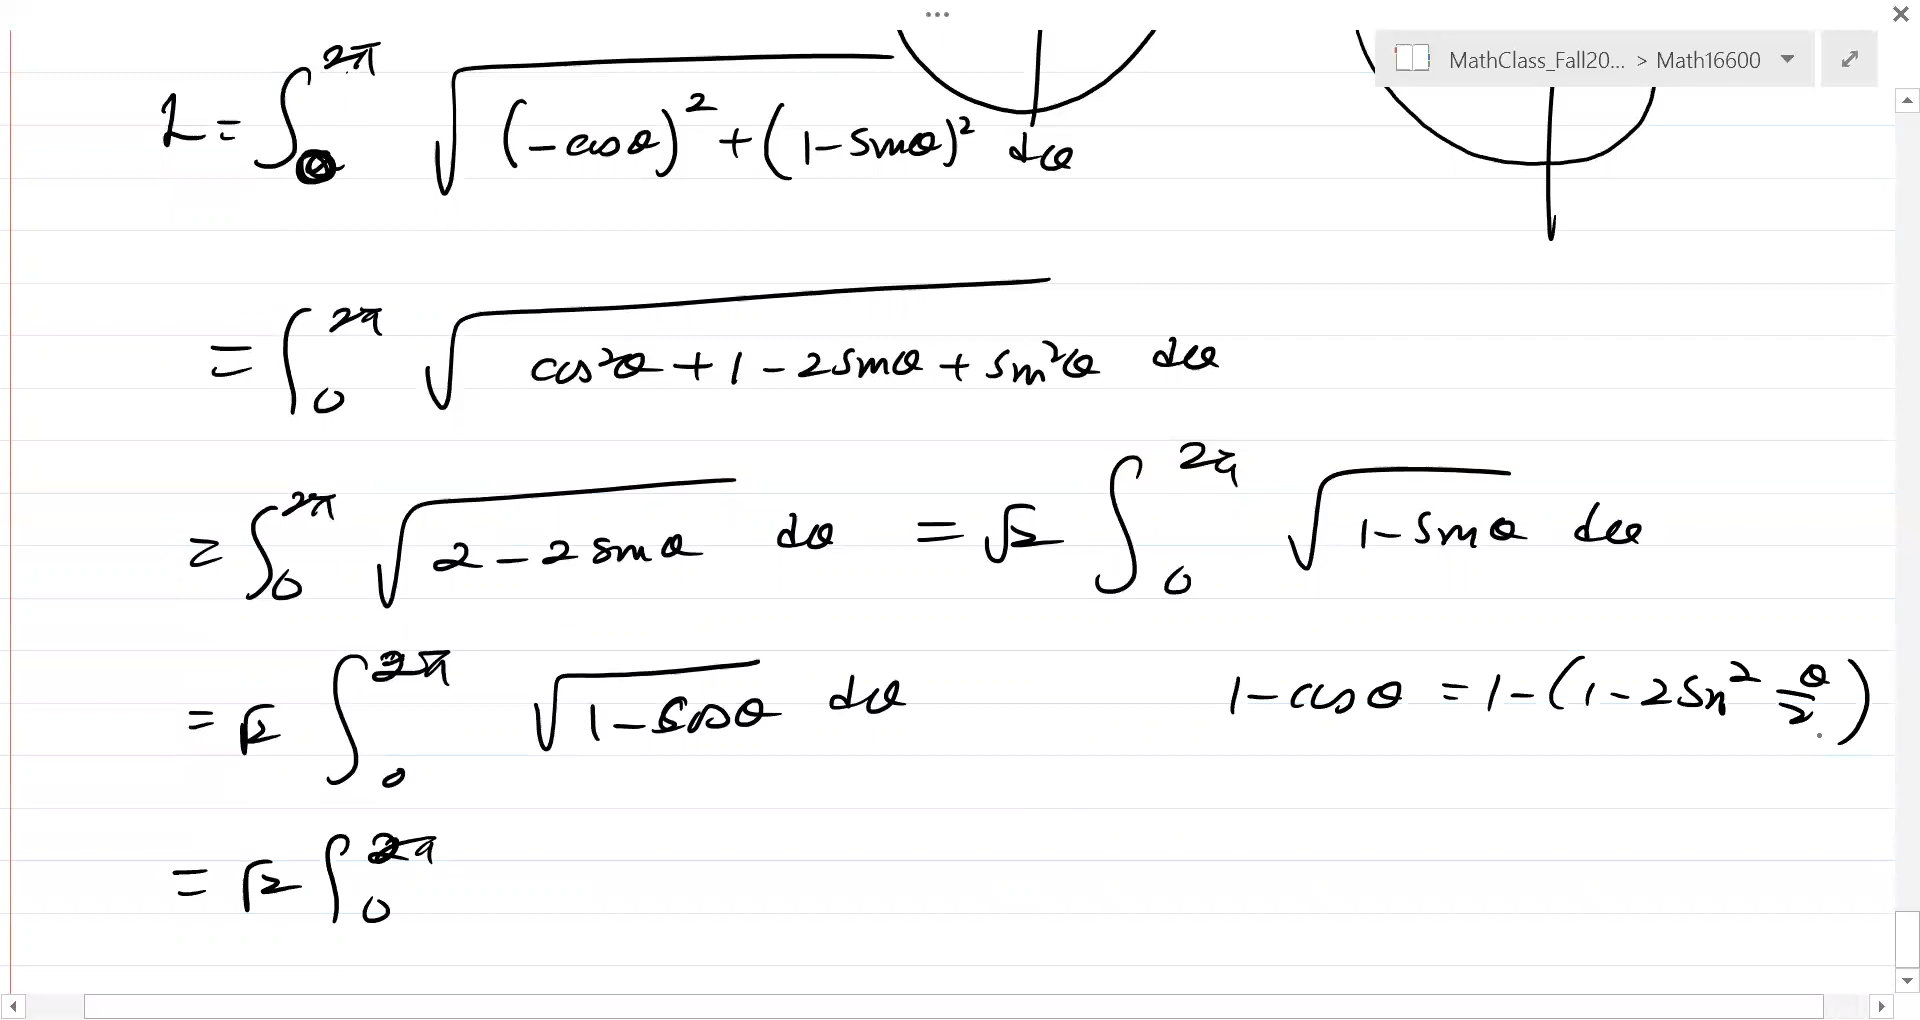 MathClass_Fall20... > Math16600
L = ∫₀^{2π} √((-cosθ)² + (1-sinθ)²) dθ
= ∫₀^{2π} √(cos²θ + 1 - 2sinθ + sin²θ) dθ
= ∫₀^{2π} √(2 - 2sinθ) dθ = √2 ∫₀^{2π} √(1-sinθ) dθ
= √2 ∫₀^{2π} √(1-cosθ) dθ 1-cosθ = 1-(1-2sin² θ/2)
= √2 ∫₀^{2π}